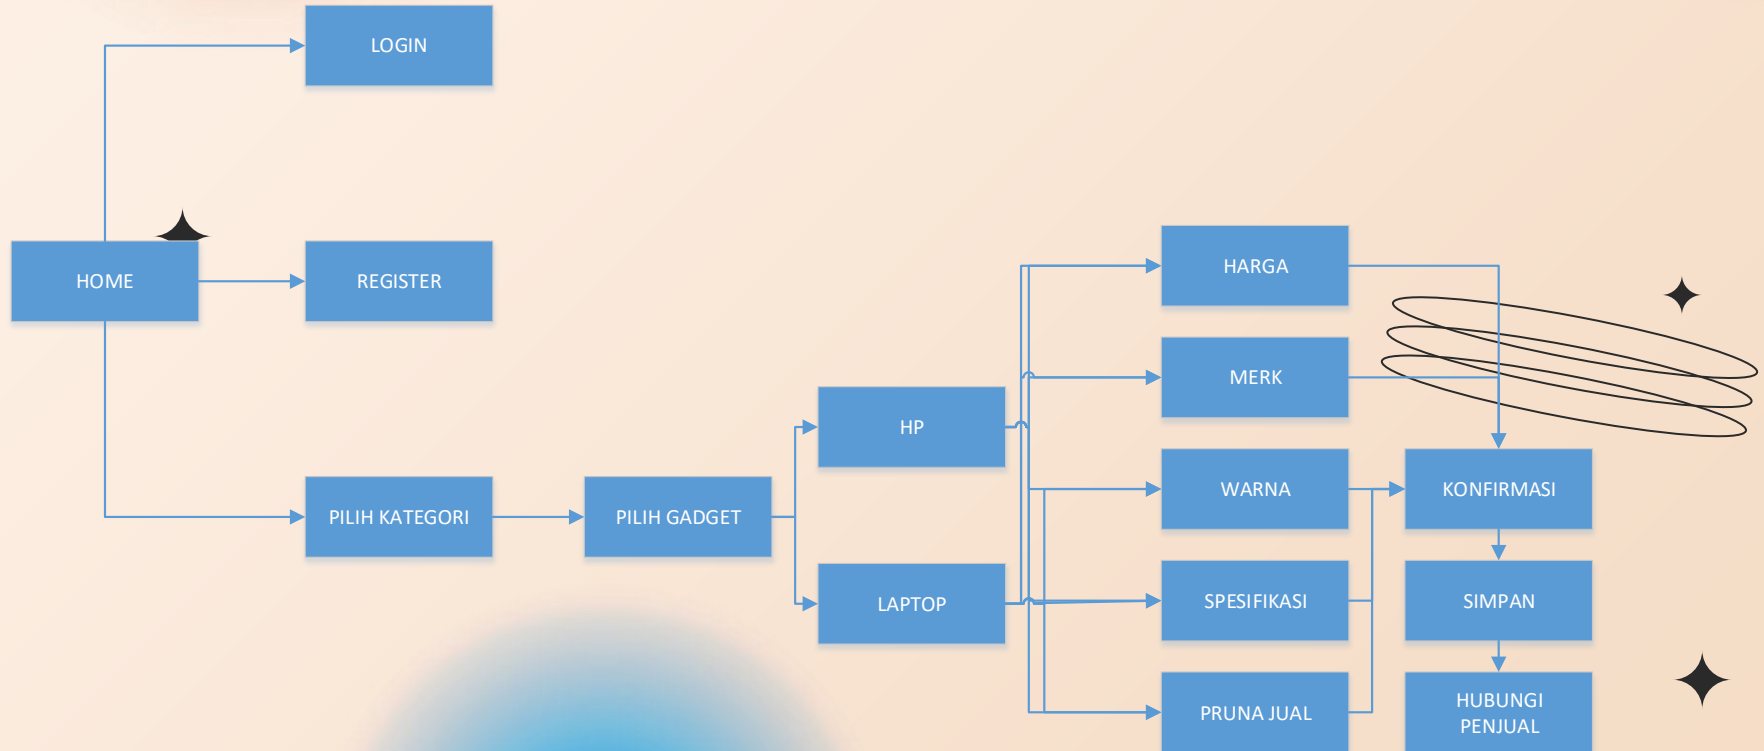 LOGIN
HOME
REGISTER
PILIH KATEGORI
PILIH GADGET
HP
LAPTOP
HARGA
MERK
WARNA
SPESIFIKASI
PRUNA JUAL
KONFIRMASI
SIMPAN
HUBUNGI
PENJUAL